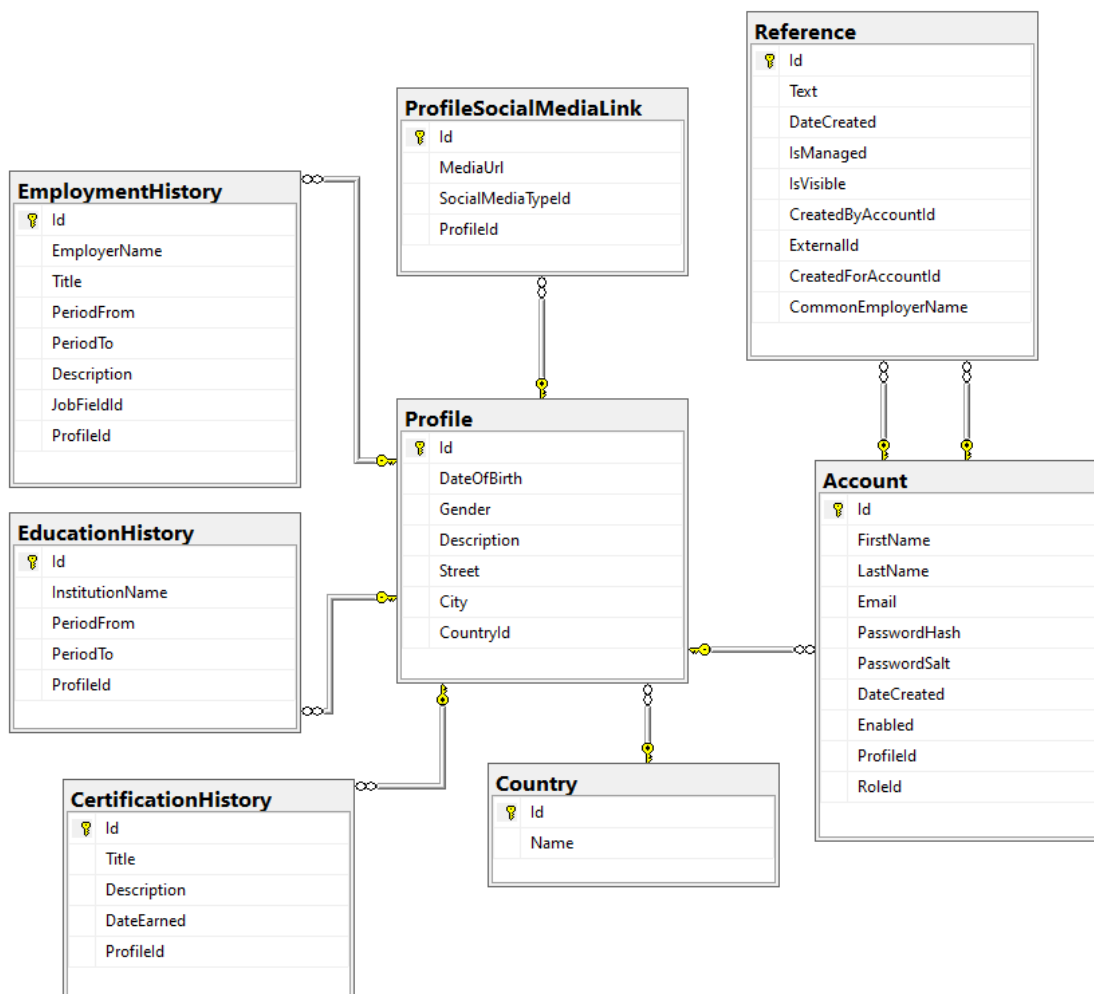 Reference
Id
Text
DateCreated
IsManaged
IsVisible
CreatedByAccountId
ExternalId
CreatedForAccountId
CommonEmployerName
ProfileSocialMediaLink
Id
MediaUrl
SocialMediaTypeId
ProfileId
EmploymentHistory
Id
EmployerName
Title
PeriodFrom
PeriodTo
Description
JobFieldId
ProfileId
Profile
Id
DateOfBirth
Gender
Description
Street
City
CountryId
Account
Id
FirstName
LastName
Email
PasswordHash
PasswordSalt
DateCreated
Enabled
ProfileId
RoleId
EducationHistory
Id
InstitutionName
PeriodFrom
PeriodTo
ProfileId
CertificationHistory
Id
Title
Description
DateEarned
ProfileId
Country
Id
Name